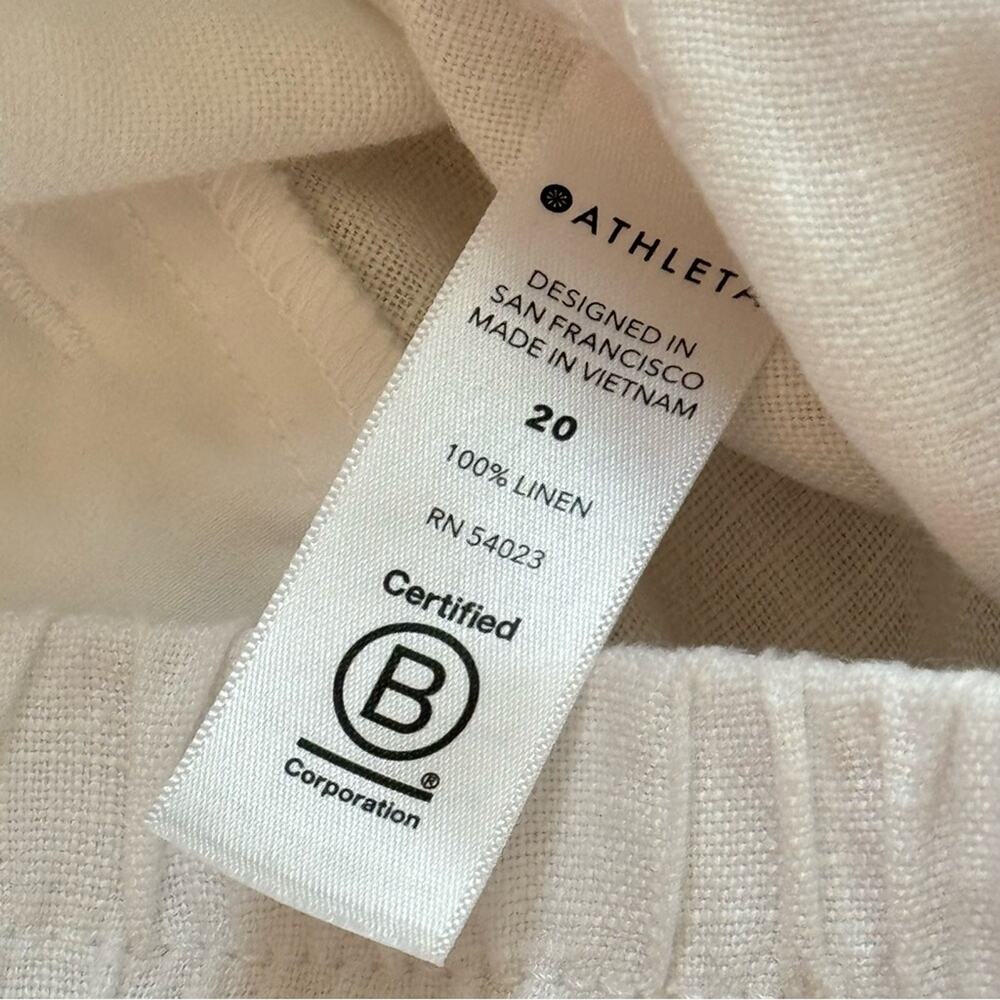 ATHLETA
DESIGNED IN
SAN FRANCISCO
MADE IN VIETNAM
20
100% LINEN
RN 54023
Certified
B
®
Corporation